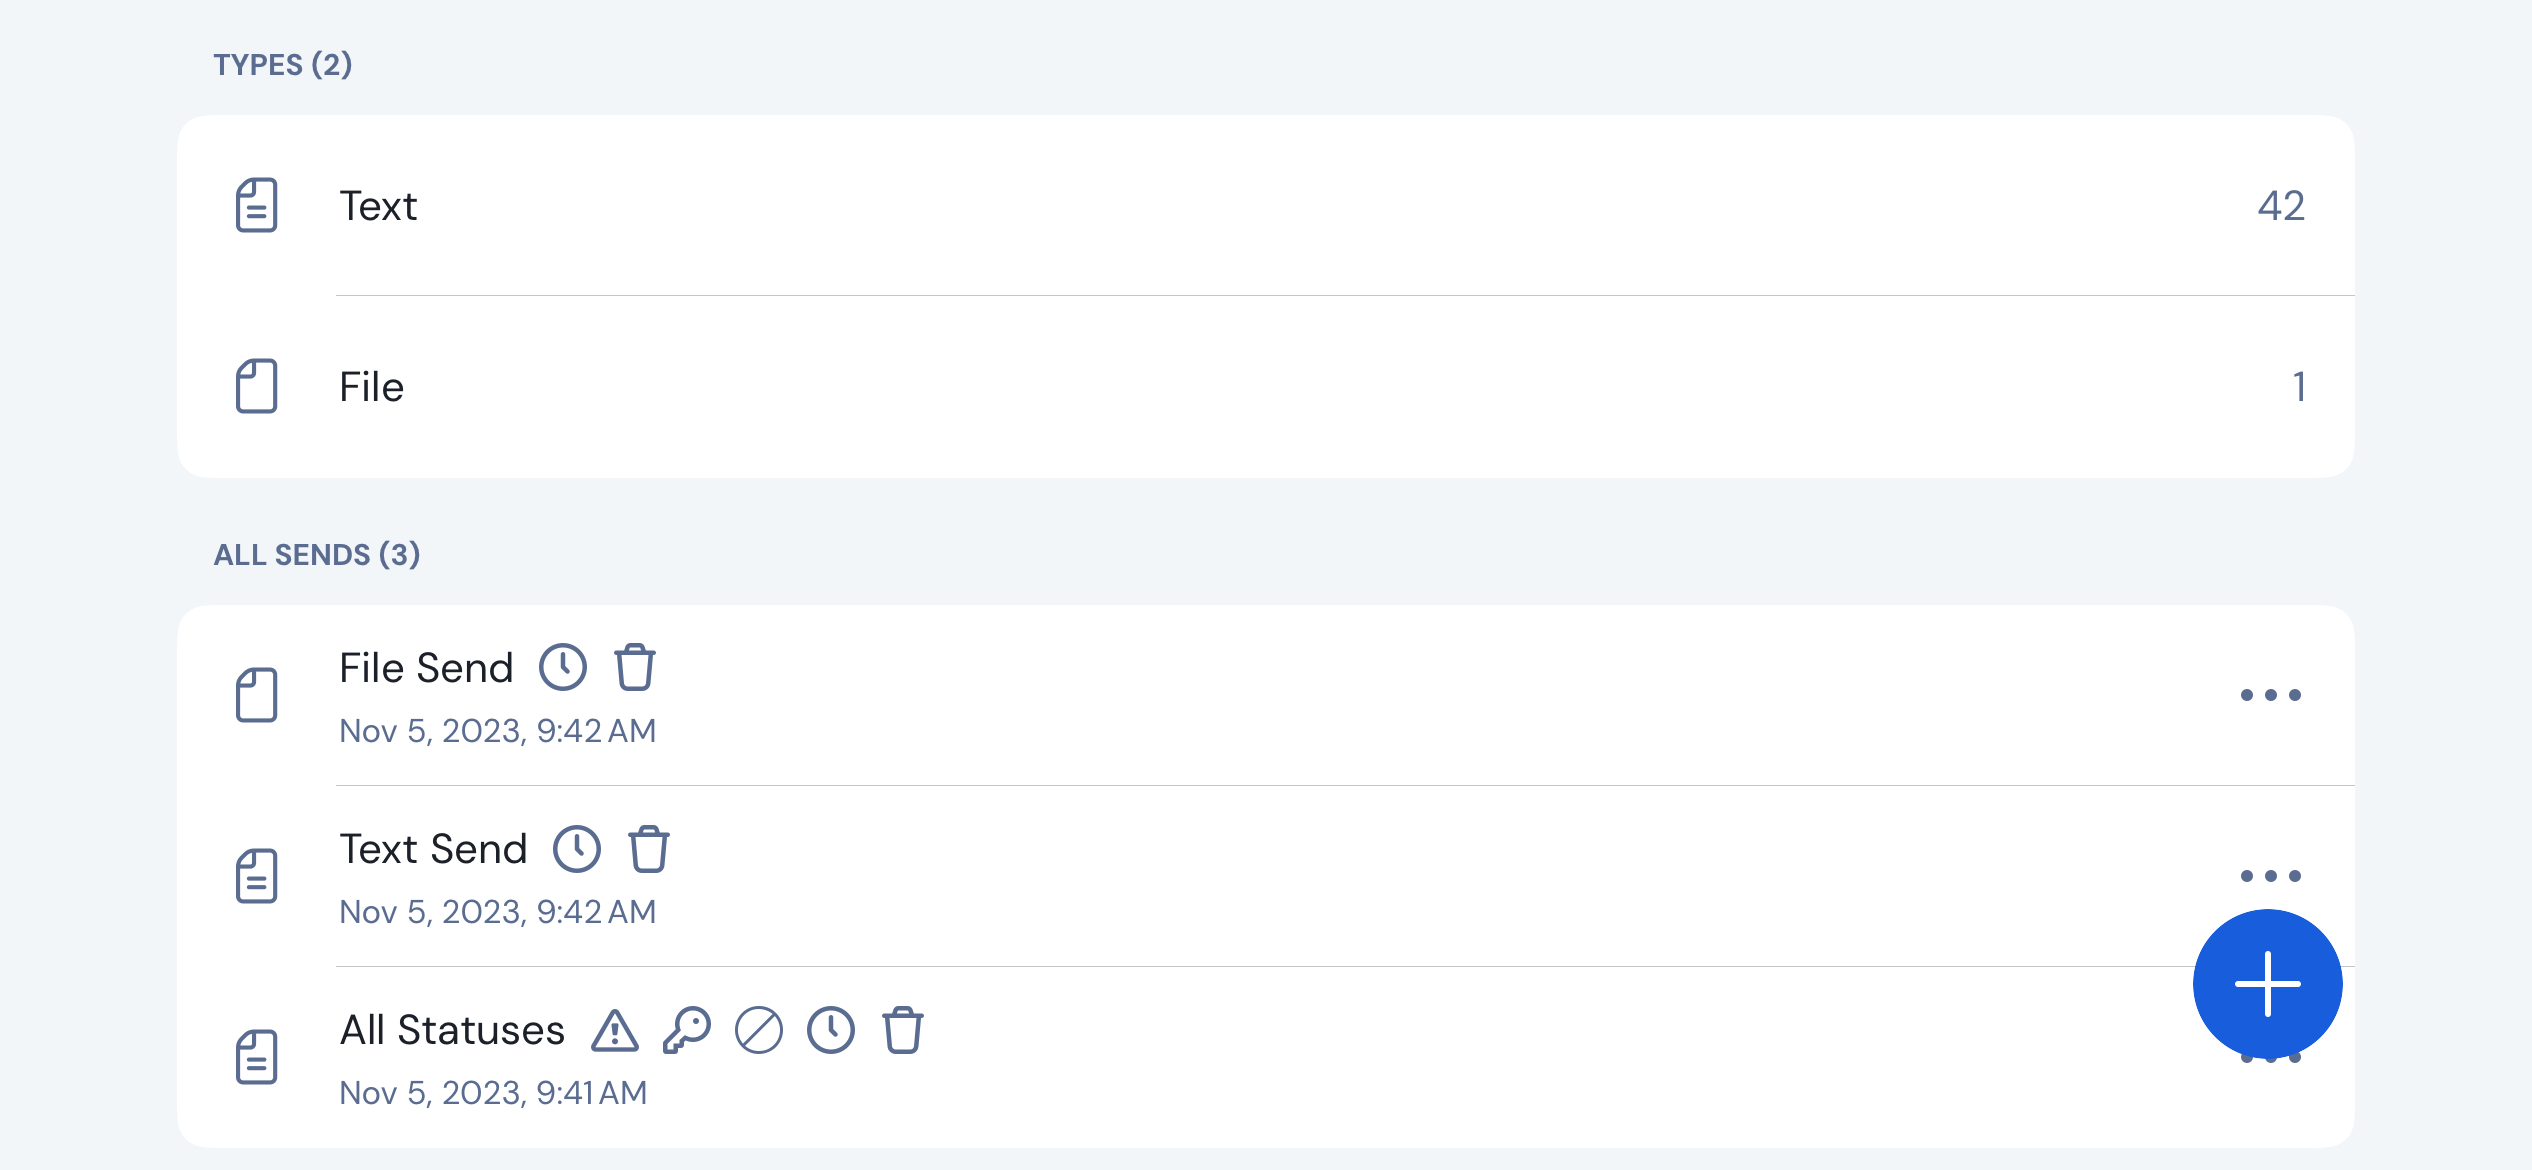 TYPES (2)
Text 42
File 1
ALL SENDS (3)
File Send
Nov 5, 2023, 9:42 AM
Text Send
Nov 5, 2023, 9:42 AM
All Statuses
Nov 5, 2023, 9:41 AM